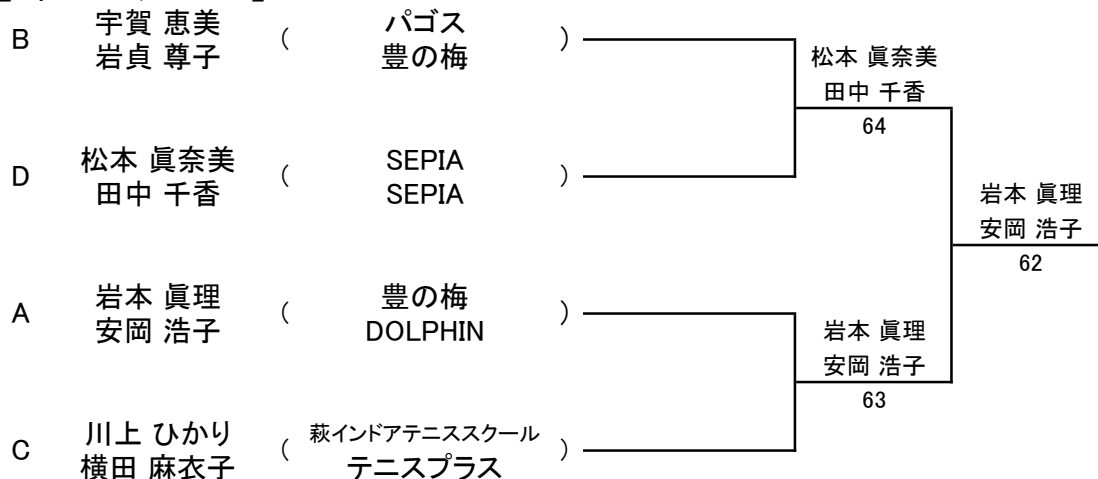 B 宇賀 恵美 ( パゴス )
岩貞 尊子 豊の梅
松本 眞奈美
田中 千香
64
D 松本 眞奈美 ( SEPIA )
田中 千香 SEPIA
岩本 眞理
安岡 浩子
62
A 岩本 眞理 ( 豊の梅 )
安岡 浩子 DOLPHIN
岩本 眞理
安岡 浩子
63
C 川上 ひかり ( 萩インドアテニススクール )
横田 麻衣子 テニスプラス